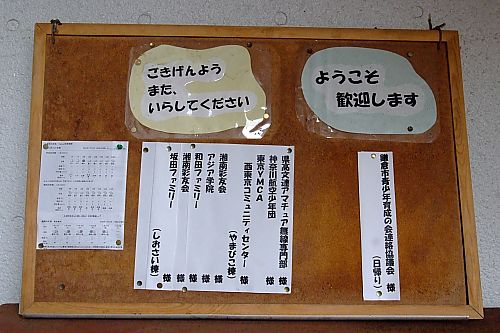 ごきげんよう
また、
いらしてください
ようこそ
歓迎します
県高文連アマチュア無線専門部 様
神奈川航空少年団 様
東京YMCA
西東京コミュニティセンター 様
(やまびこ棟)
湘南彩友会 様
アジア学院 様
和田ファミリー 様
湘南彩友会 様
坂田ファミリー 様
(しおさい棟)
鎌倉市青少年育成の会連絡協議会 様
(日帰り)